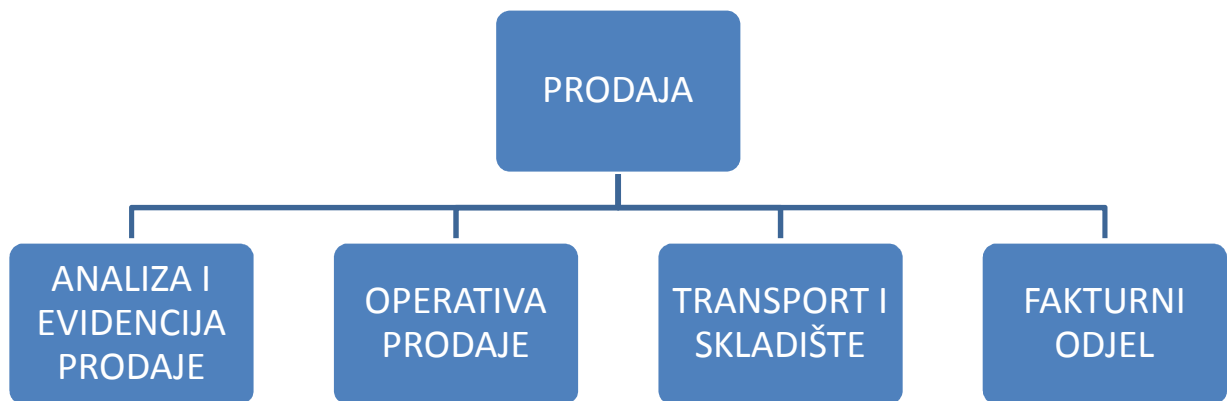 PRODAJA
ANALIZA I
EVIDENCIJA
PRODAJE
OPERATIVA
PRODAJE
TRANSPORT I
SKLADIŠTE
FAKTURNI
ODJEL